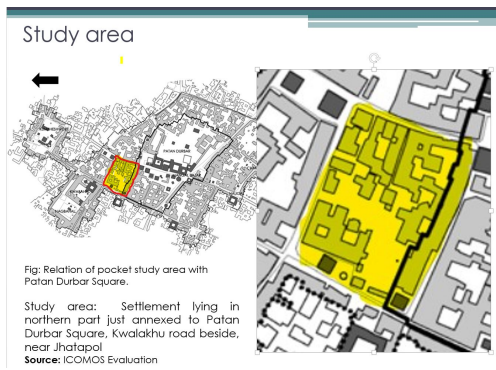 Study area
PATAN DURBAR
Fig: Relation of pocket study area with
Patan Durbar Square.
Study area: Settlement lying in
northern part just annexed to Patan
Durbar Square, Kwalakhu road beside,
near Jhatapol
Source: ICOMOS Evaluation